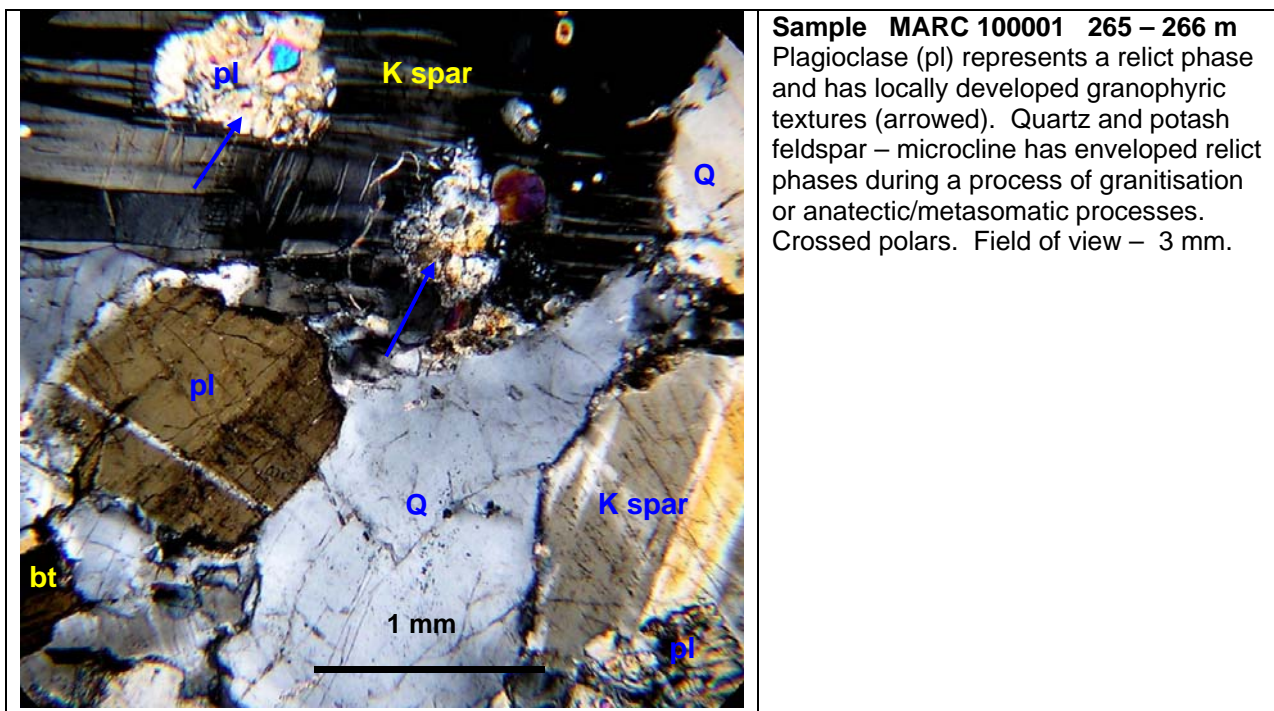 pl K spar
Q
pl
Q K spar
bt
1 mm
pl
Sample MARC 100001 265 – 266 m
Plagioclase (pl) represents a relict phase
and has locally developed granophyric
textures (arrowed). Quartz and potash
feldspar – microcline has enveloped relict
phases during a process of granitisation
or anatectic/metasomatic processes.
Crossed polars. Field of view – 3 mm.